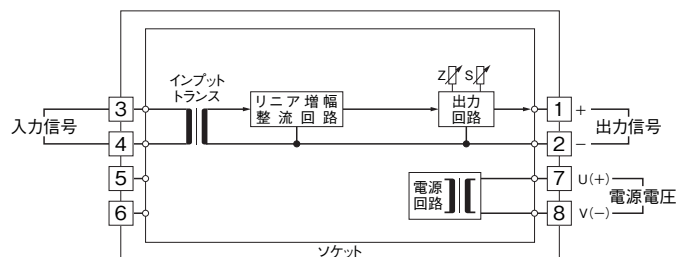 インプット
トランス
Z
S
リニア増幅
整流回路
出力
回路
3
4
5
6
入力信号
1
+
2
−
出力信号
7
U(+)
8
V(−)
電源電圧
電源
回路
ソケット